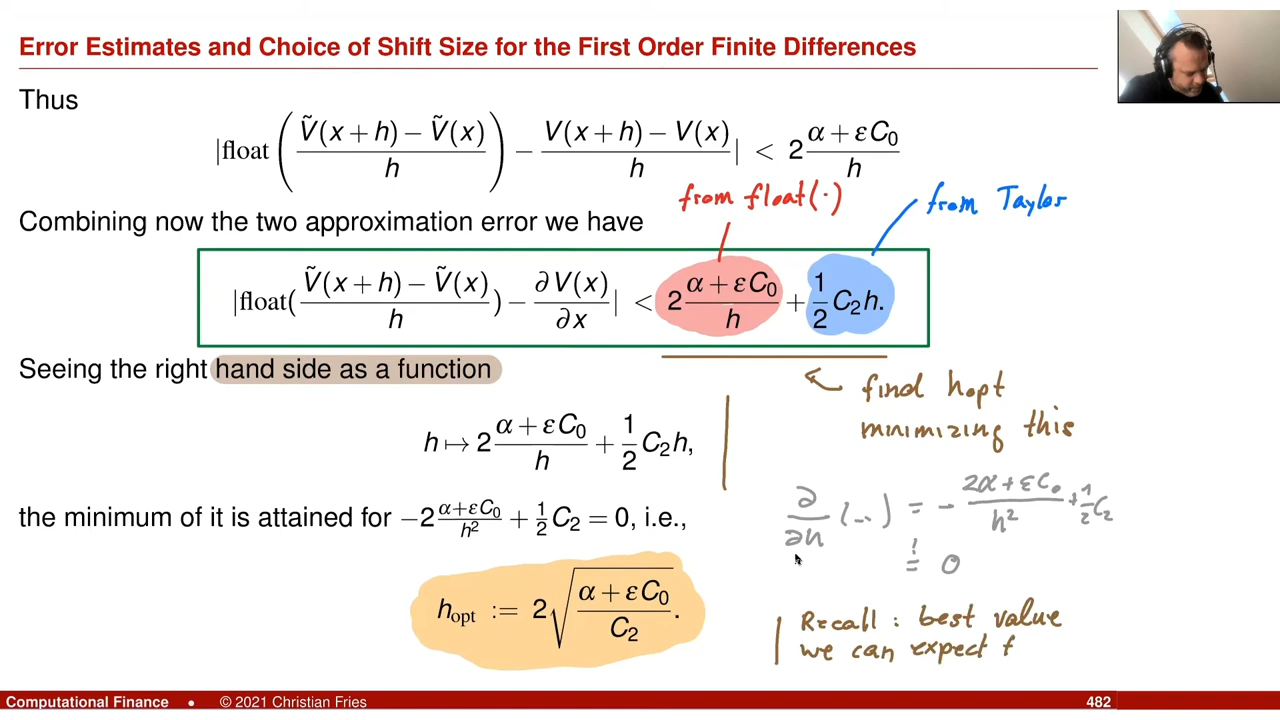 Error Estimates and Choice of Shift Size for the First Order Finite Differences
Thus
|float( (Ṽ(x+h) − Ṽ(x)) / h ) − (V(x+h) − V(x)) / h| < 2 (α+εC₀) / h
from float(·)
from Taylor
Combining now the two approximation error we have
|float( (Ṽ(x+h) − Ṽ(x)) / h ) − ∂V(x) / ∂x| < 2 (α+εC₀) / h + 1/2 C₂h.
Seeing the right hand side as a function
find hopt
minimizing this
h ↦ 2 (α+εC₀) / h + 1/2 C₂h,
∂/∂h (...) = − (2α+εC₀) / h² + 1/2 C₂
the minimum of it is attained for −2 (α+εC₀) / h² + 1/2 C₂ = 0, i.e.,
! = 0
h_opt := 2 √( (α+εC₀) / C₂ ).
Recall : best value
we can expect f
Computational Finance • © 2021 Christian Fries 482